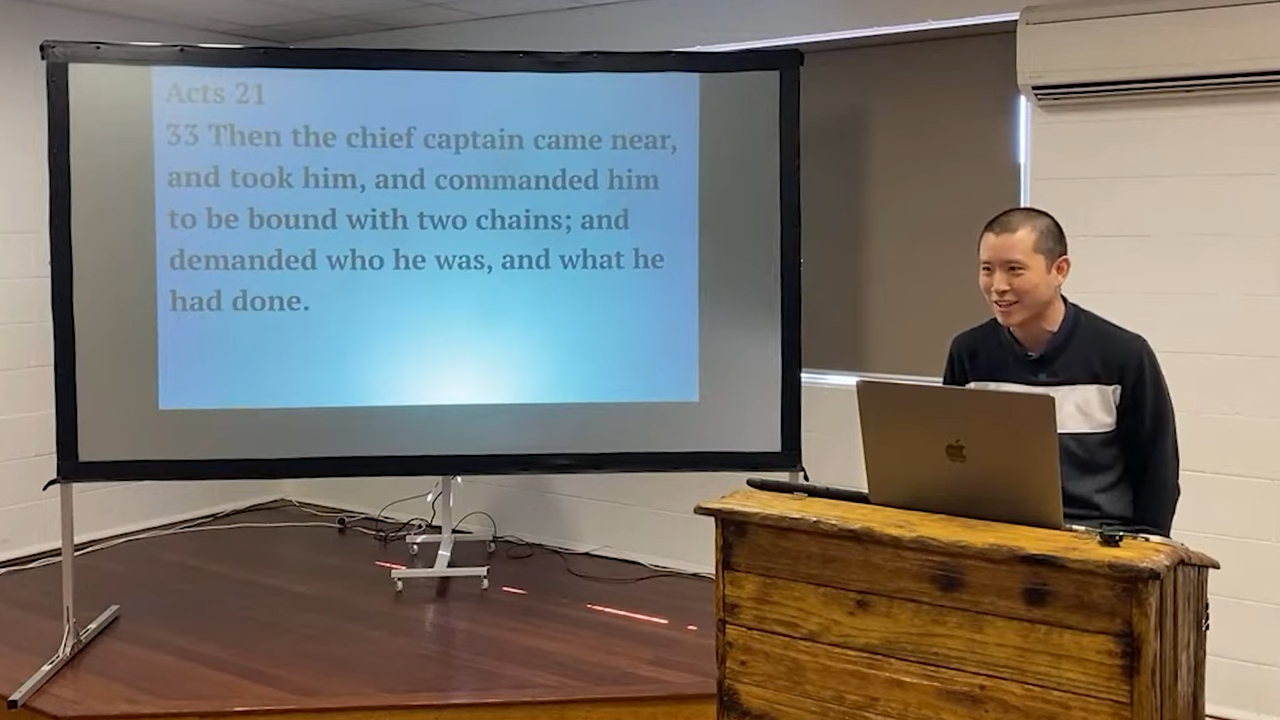 Acts 21
33 Then the chief captain came near,
and took him, and commanded him
to be bound with two chains; and
demanded who he was, and what he
had done.